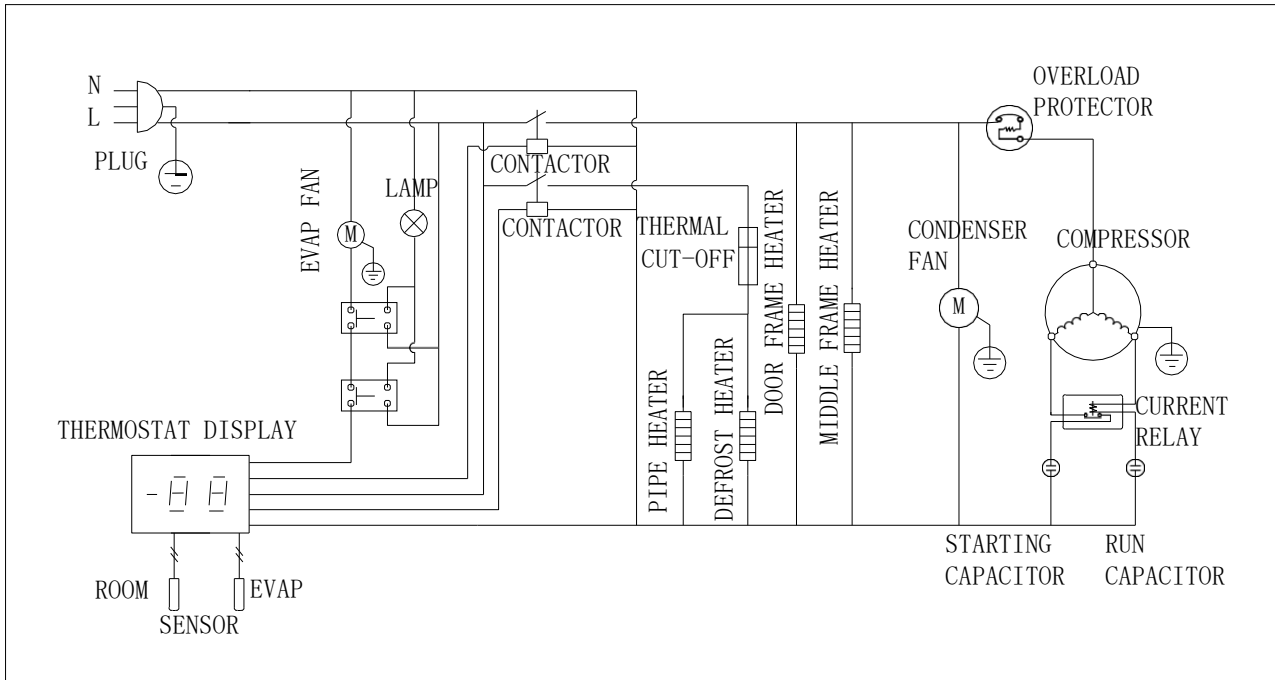 N
L
PLUG
EVAP FAN
M
LAMP
CONTACTOR
CONTACTOR
THERMAL
CUT-OFF
PIPE HEATER
DEFROST HEATER
DOOR FRAME HEATER
MIDDLE FRAME HEATER
CONDENSER
FAN
M
OVERLOAD
PROTECTOR
COMPRESSOR
CURRENT
RELAY
STARTING
CAPACITOR
RUN
CAPACITOR
THERMOSTAT DISPLAY
-88
ROOM
EVAP
SENSOR